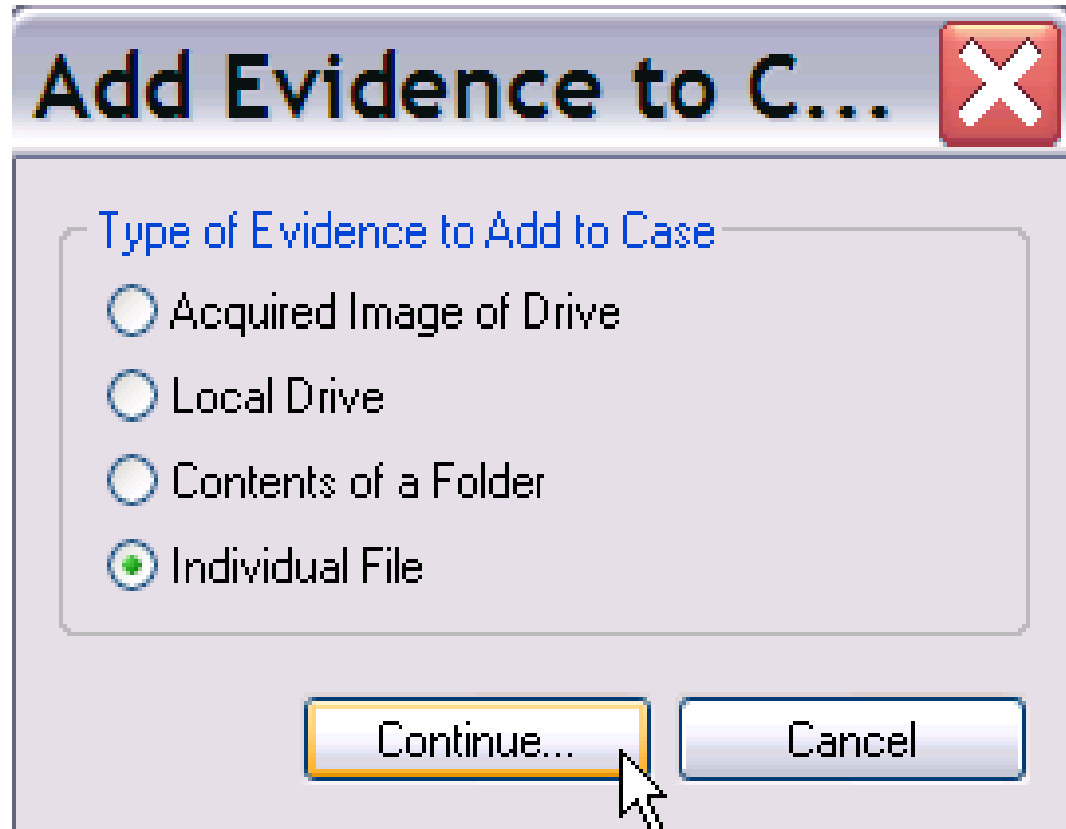 Add Evidence to C...
Type of Evidence to Add to Case
Acquired Image of Drive
Local Drive
Contents of a Folder
Individual File
Continue...
Cancel